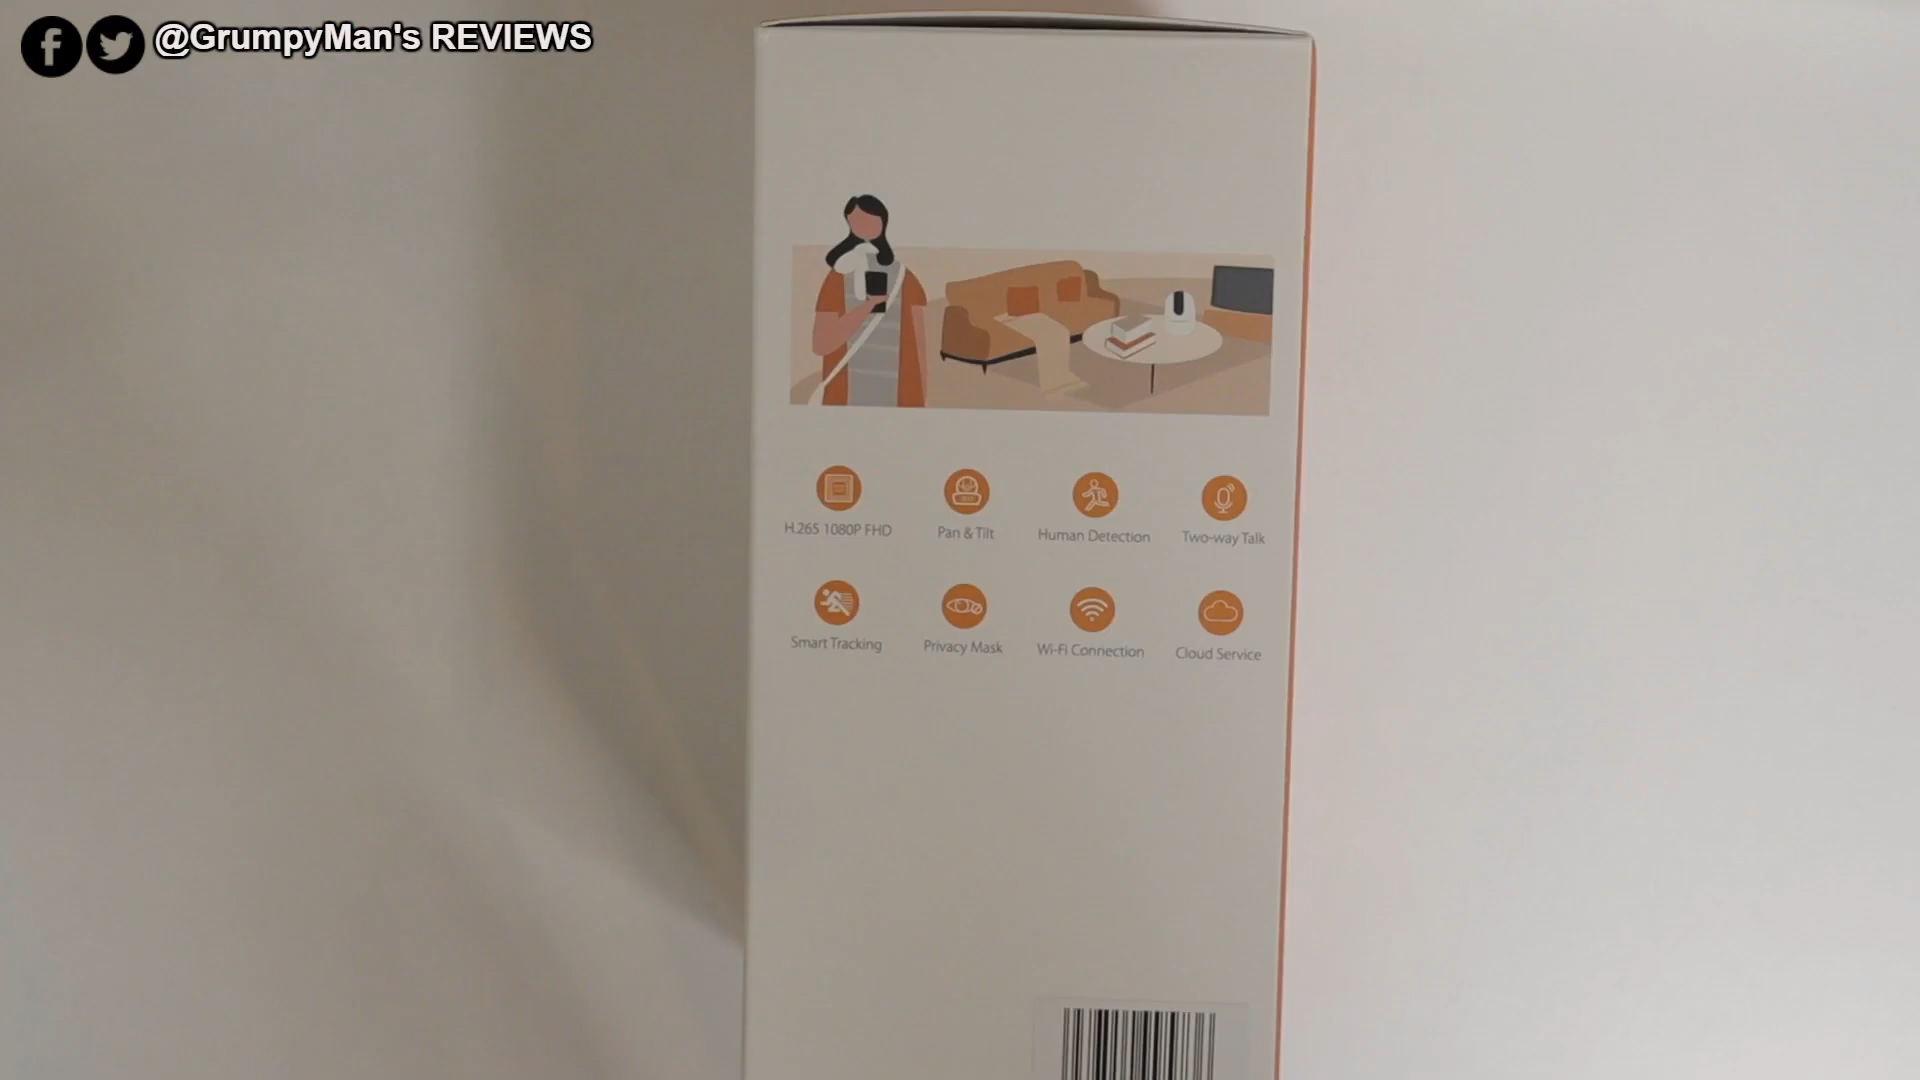 @GrumpyMan's REVIEWS
H.265 1080P FHD
Pan & Tilt
Human Detection
Two-way Talk
Smart Tracking
Privacy Mask
Wi-Fi Connection
Cloud Service